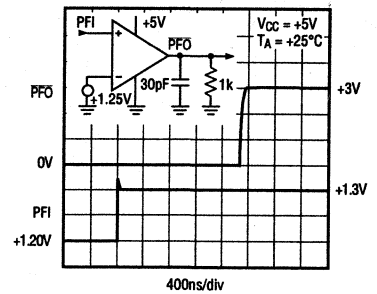 PFI
+5V
PFO
VCC = +5V
TA = +25°C
30pF
1k
+1.25V
PFO
+3V
0V
+1.3V
PFI
+1.20V
400ns/div